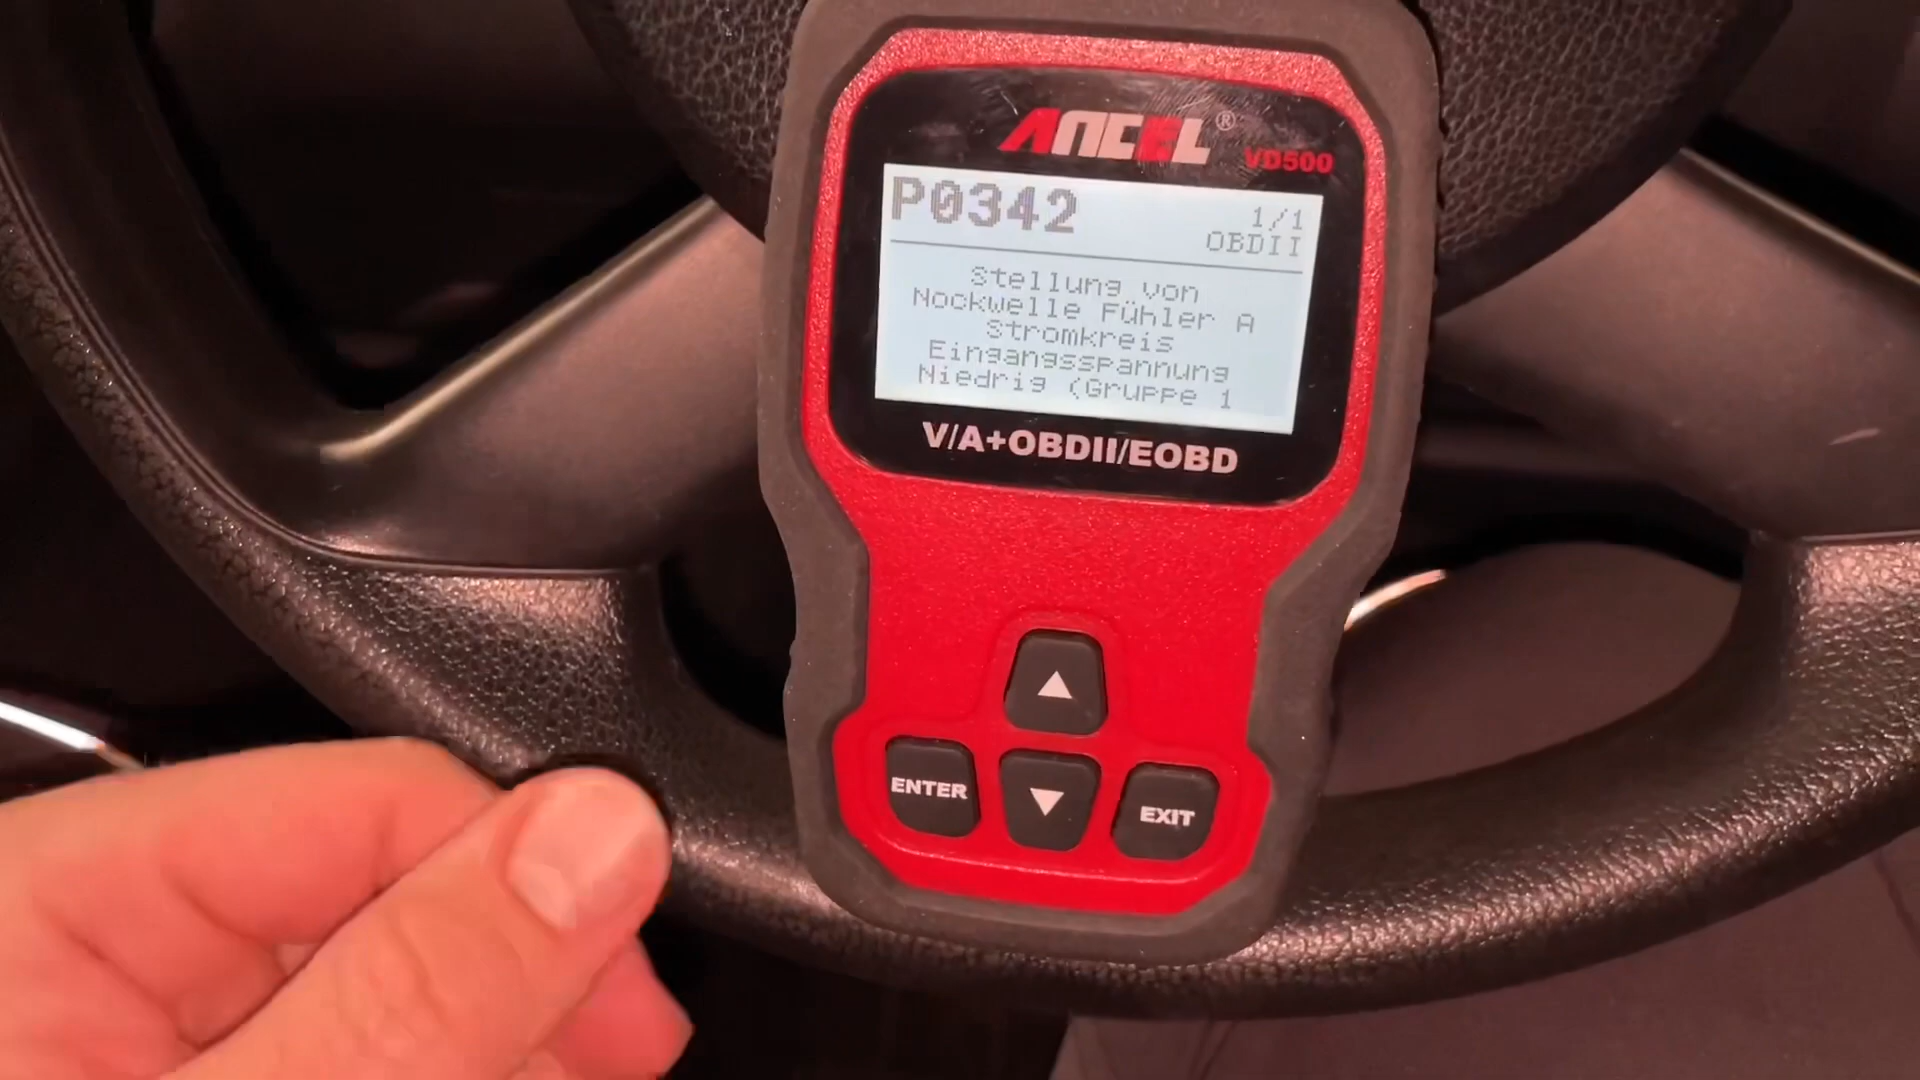 ANCEL®
VD500
P0342
1/1
OBDII
Stellung von
Nockwelle Fühler A
Stromkreis
Eingangsspannung
Niedrig (Gruppe 1
V/A+OBDII/EOBD
ENTER
EXIT